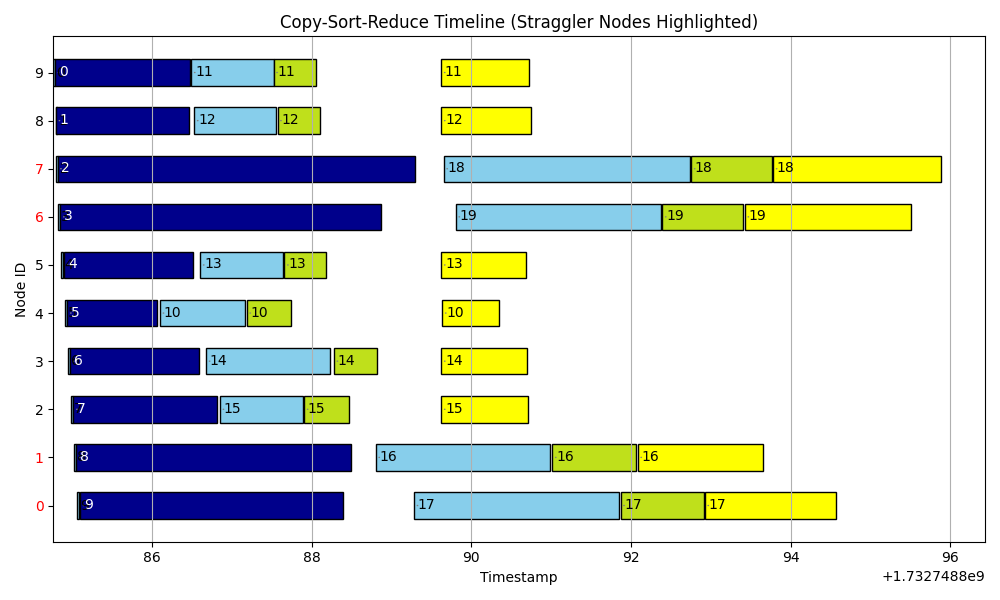 Copy-Sort-Reduce Timeline (Straggler Nodes Highlighted)
9 0 11 11 11
8 1 12 12 12
7 2 18 18 18
6 3 19 19 19
5 4 13 13 13
4 5 10 10 10
3 6 14 14 14
2 7 15 15 15
1 8 16 16 16
0 9 17 17 17
Node ID
86 88 90 92 94 96
Timestamp
+1.7327488e9